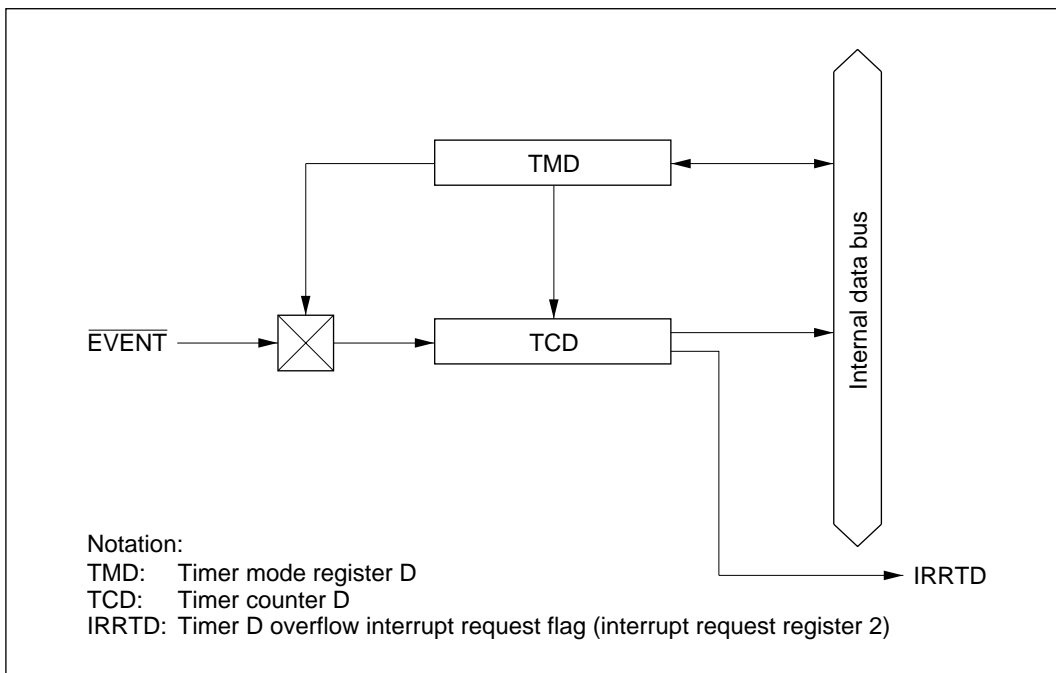 TMD
Internal data bus
EVENT
TCD
Notation:
TMD: Timer mode register D
TCD: Timer counter D
IRRTD
IRRTD: Timer D overflow interrupt request flag (interrupt request register 2)